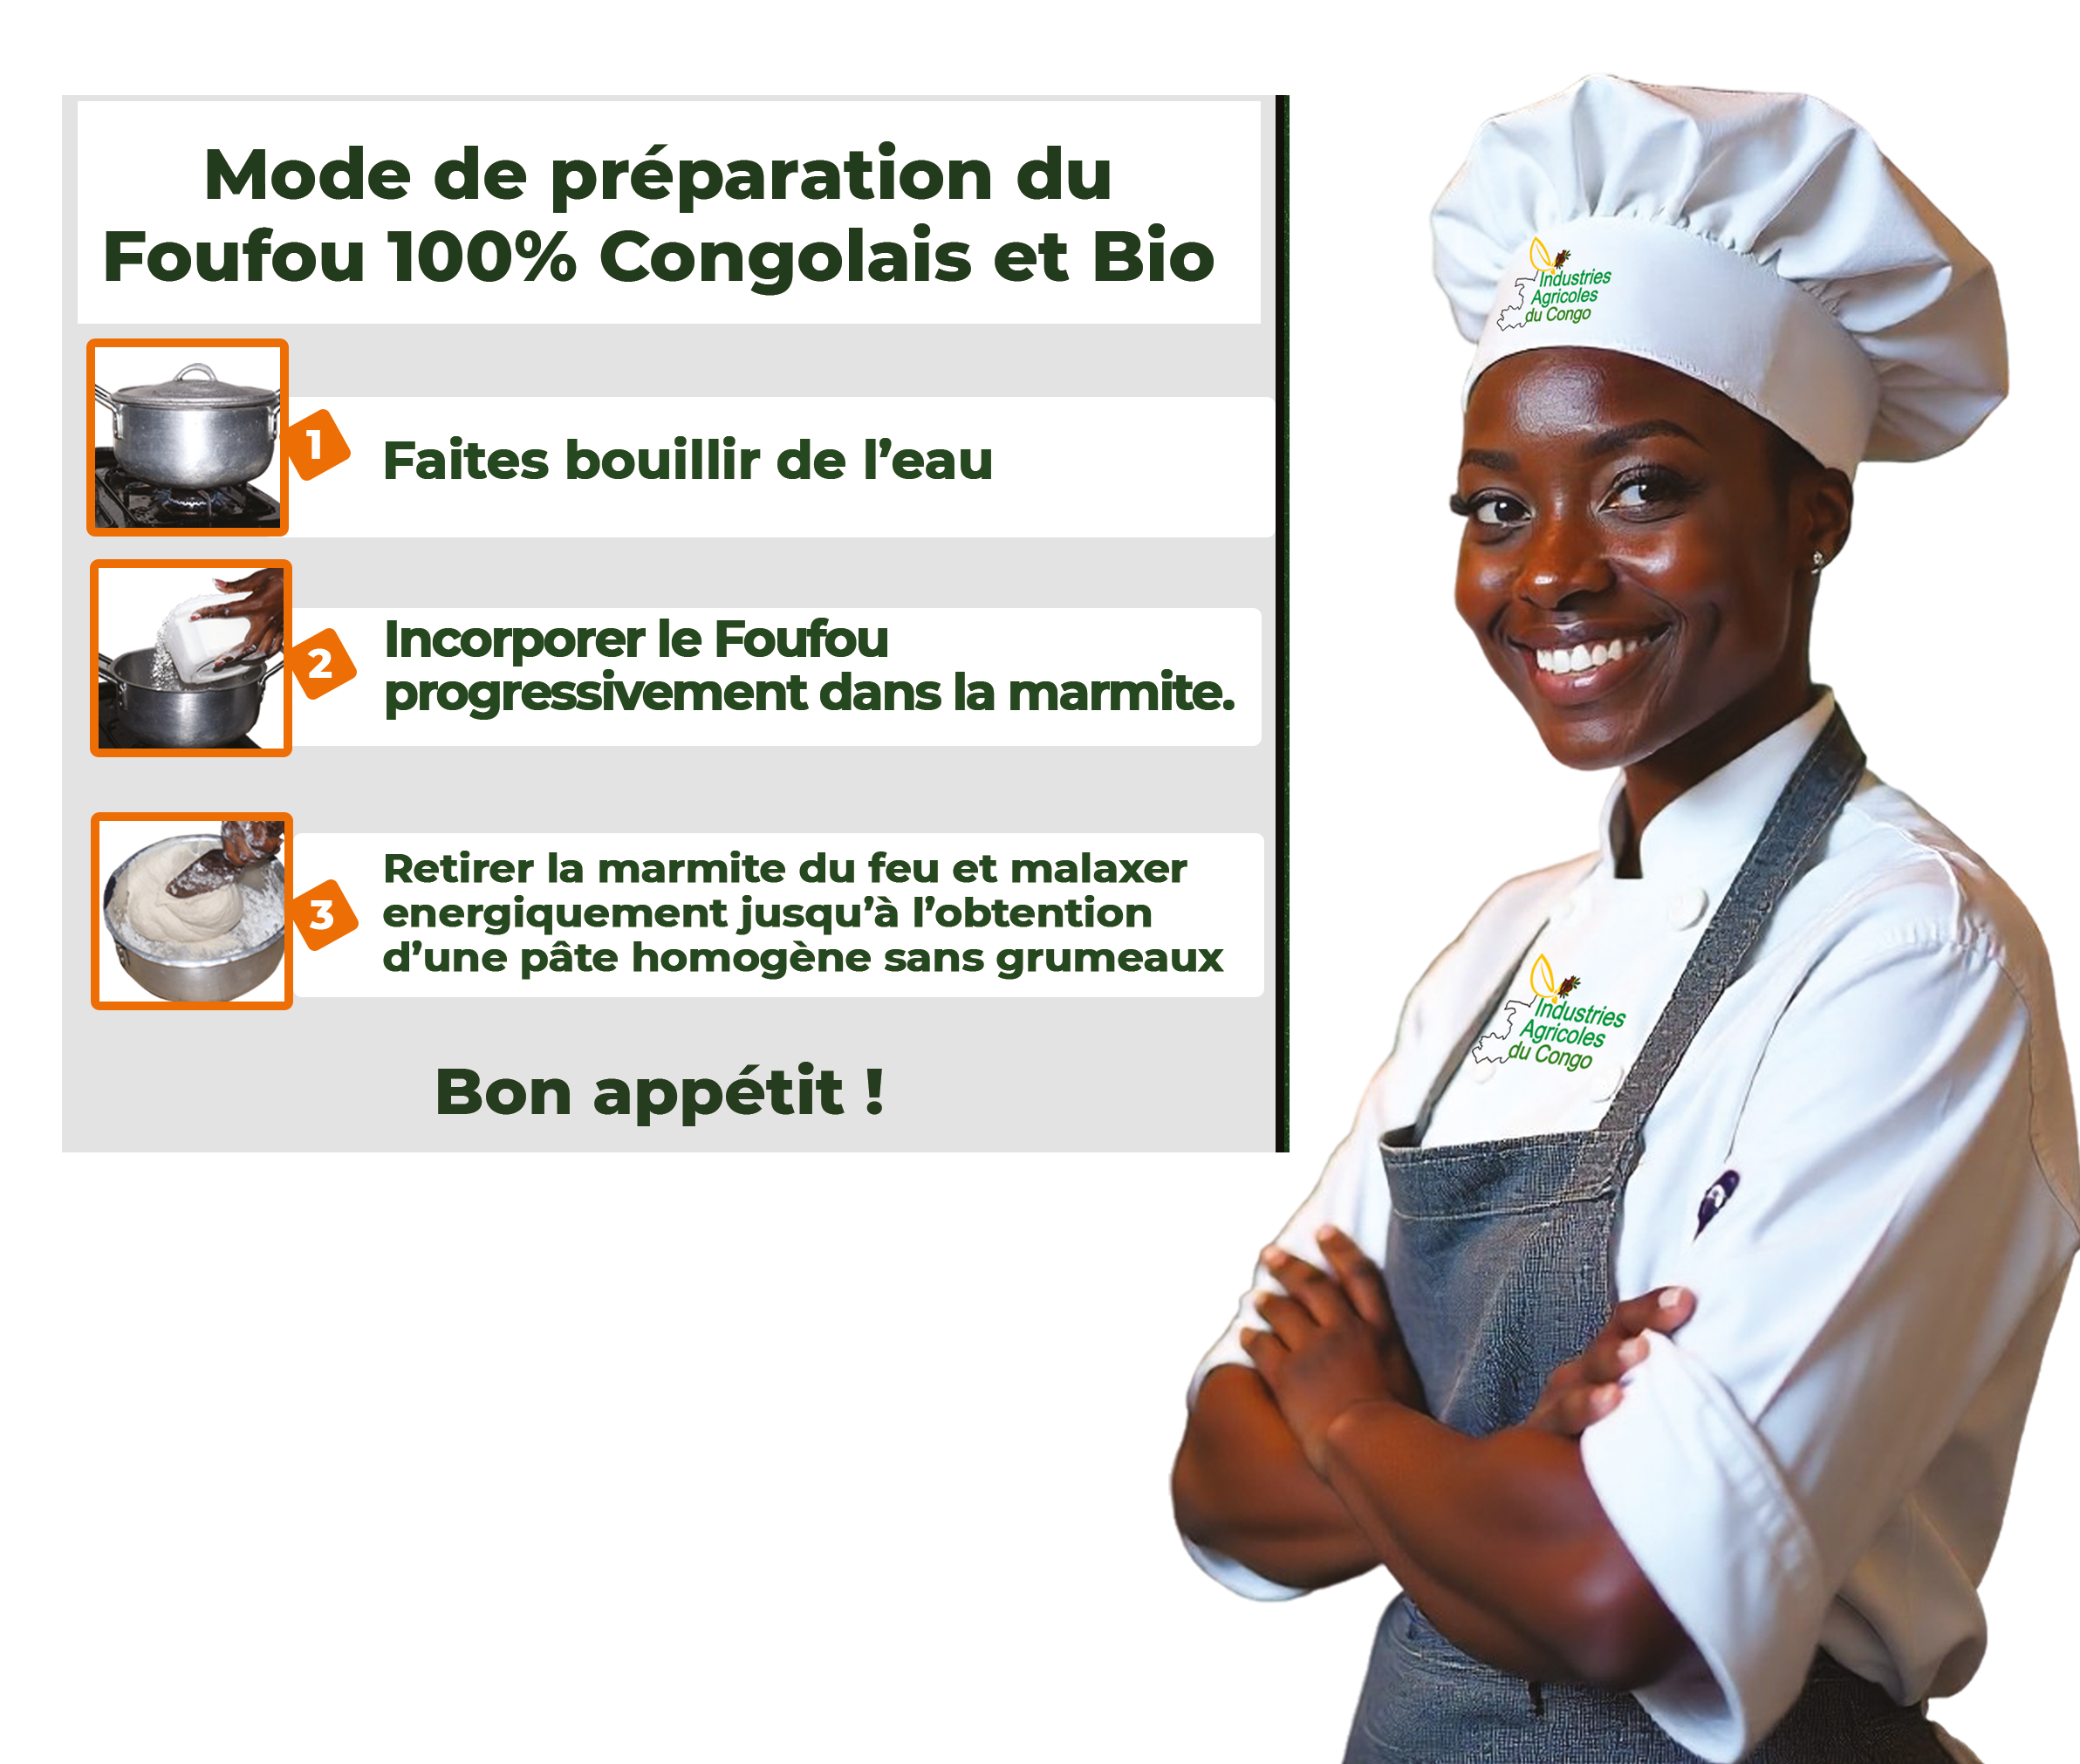 Mode de préparation du
Foufou 100% Congolais et Bio
1
Faites bouillir de l’eau
2
Incorporer le Foufou
progressivement dans la marmite.
3
Retirer la marmite du feu et malaxer
energiquement jusqu’à l’obtention
d’une pâte homogène sans grumeaux
Bon appétit !
Industries
Agricoles
du Congo
Industries
Agricoles
du Congo